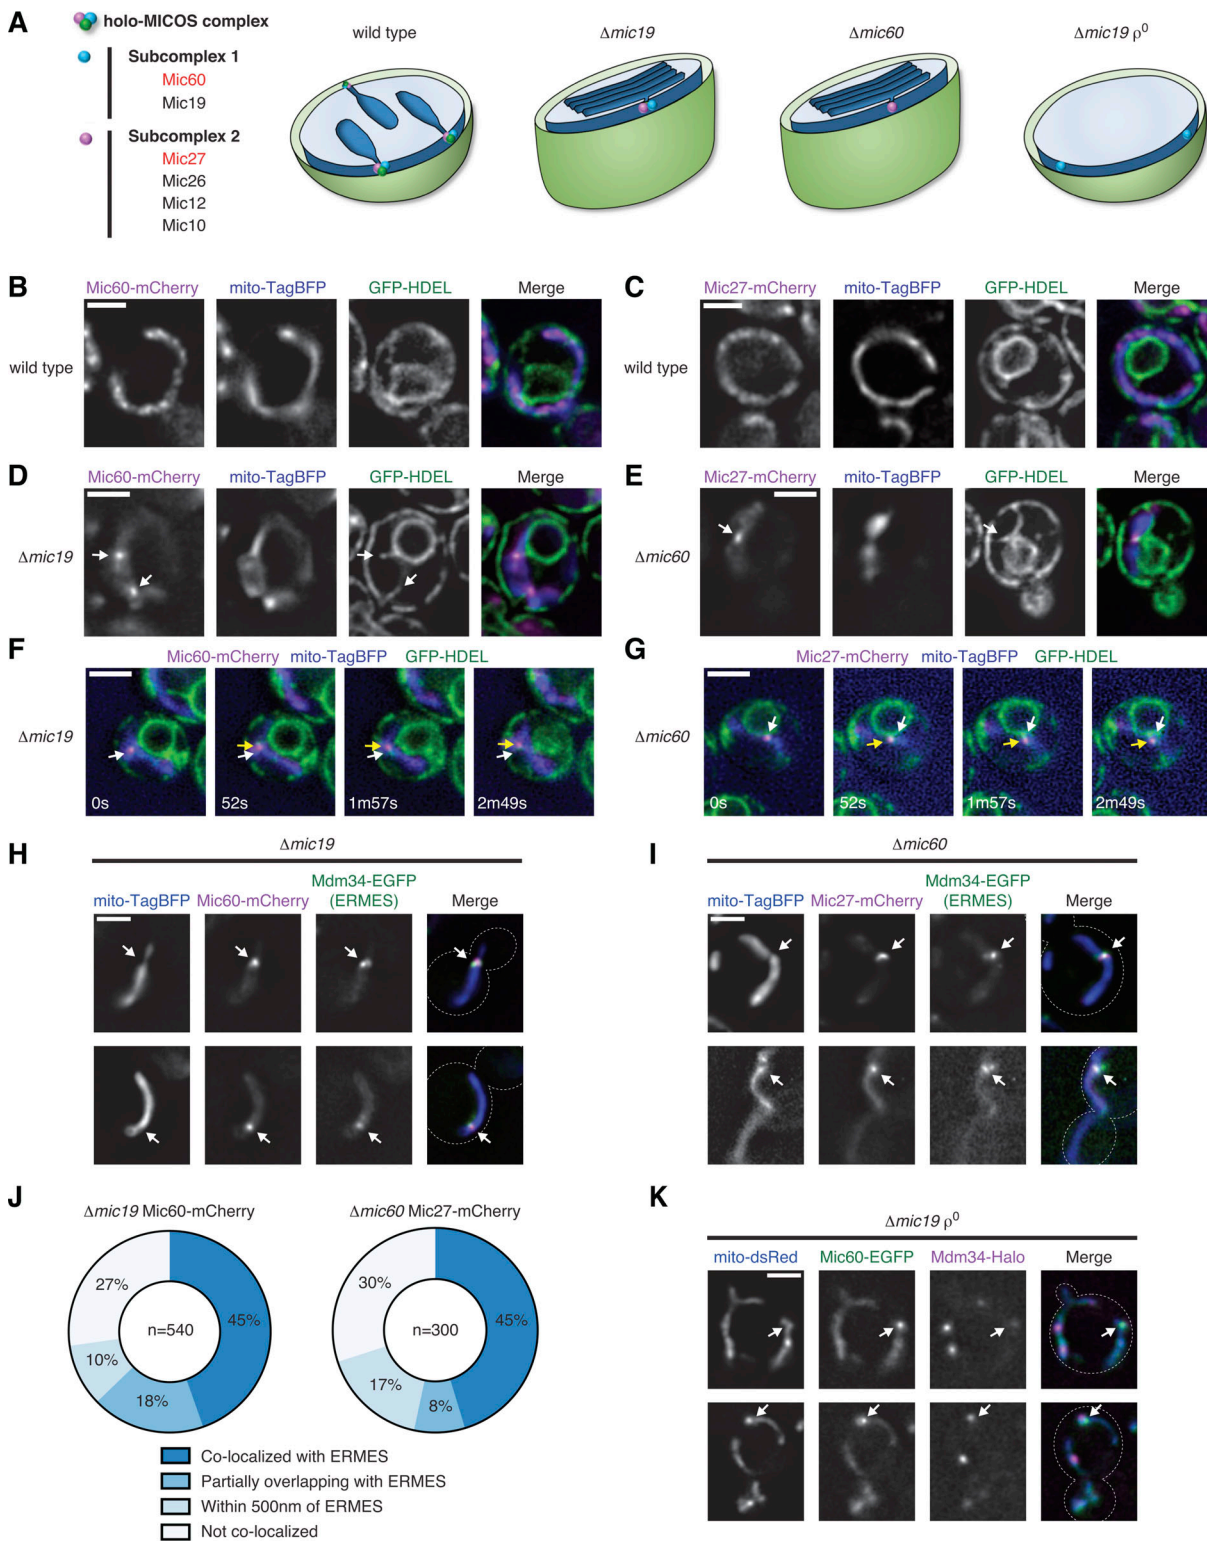 A
holo-MICOS complex
Subcomplex 1
Mic60
Mic19
Subcomplex 2
Mic27
Mic26
Mic12
Mic10
wild type
Δmic19
Δmic60
Δmic19 ρ⁰
B
Mic60-mCherry
mito-TagBFP
GFP-HDEL
Merge
wild type
C
Mic27-mCherry
mito-TagBFP
GFP-HDEL
Merge
wild type
D
Mic60-mCherry
mito-TagBFP
GFP-HDEL
Merge
Δmic19
E
Mic27-mCherry
mito-TagBFP
GFP-HDEL
Merge
Δmic60
F
Mic60-mCherry mito-TagBFP GFP-HDEL
Δmic19
0s
52s
1m57s
2m49s
G
Mic27-mCherry mito-TagBFP GFP-HDEL
Δmic60
0s
52s
1m57s
2m49s
H
Δmic19
mito-TagBFP
Mic60-mCherry
Mdm34-EGFP
(ERMES)
Merge
I
Δmic60
mito-TagBFP
Mic27-mCherry
Mdm34-EGFP
(ERMES)
Merge
J
Δmic19 Mic60-mCherry
27%
45%
n=540
10%
18%
Δmic60 Mic27-mCherry
30%
45%
n=300
17%
8%
Co-localized with ERMES
Partially overlapping with ERMES
Within 500nm of ERMES
Not co-localized
K
Δmic19 ρ⁰
mito-dsRed
Mic60-EGFP
Mdm34-Halo
Merge